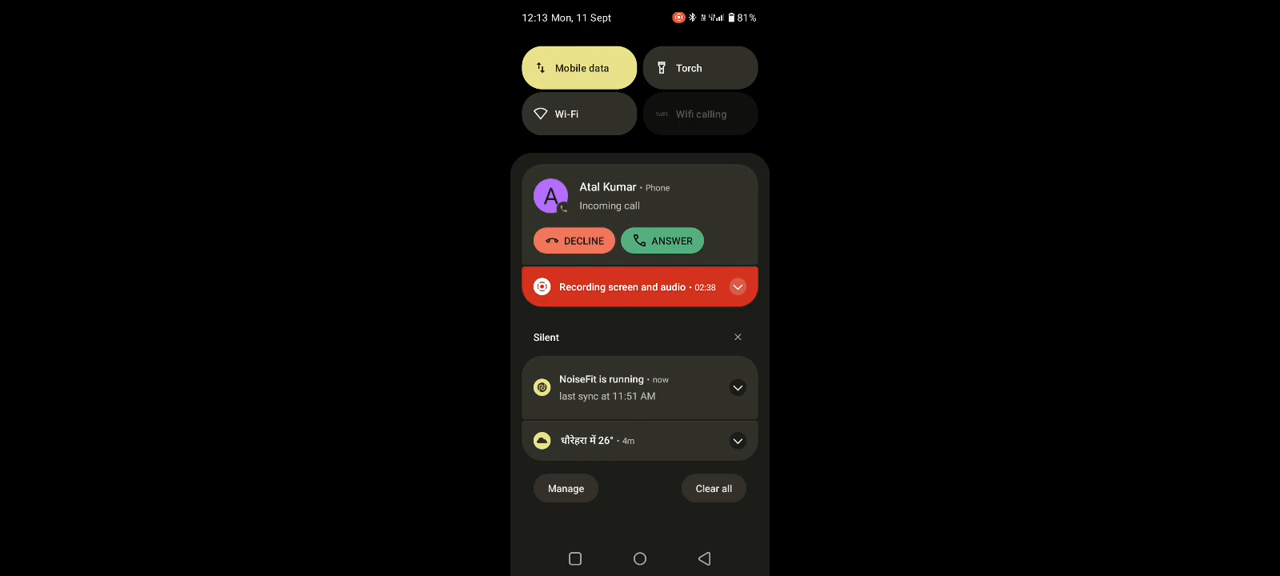 12:13 Mon, 11 Sept
81%
Mobile data
Torch
Wi-Fi
Wifi calling
A
Atal Kumar • Phone
Incoming call
DECLINE
ANSWER
Recording screen and audio • 02:38
Silent
NoiseFit is running • now
last sync at 11:51 AM
धौरेहरा में 26° • 4m
Manage
Clear all